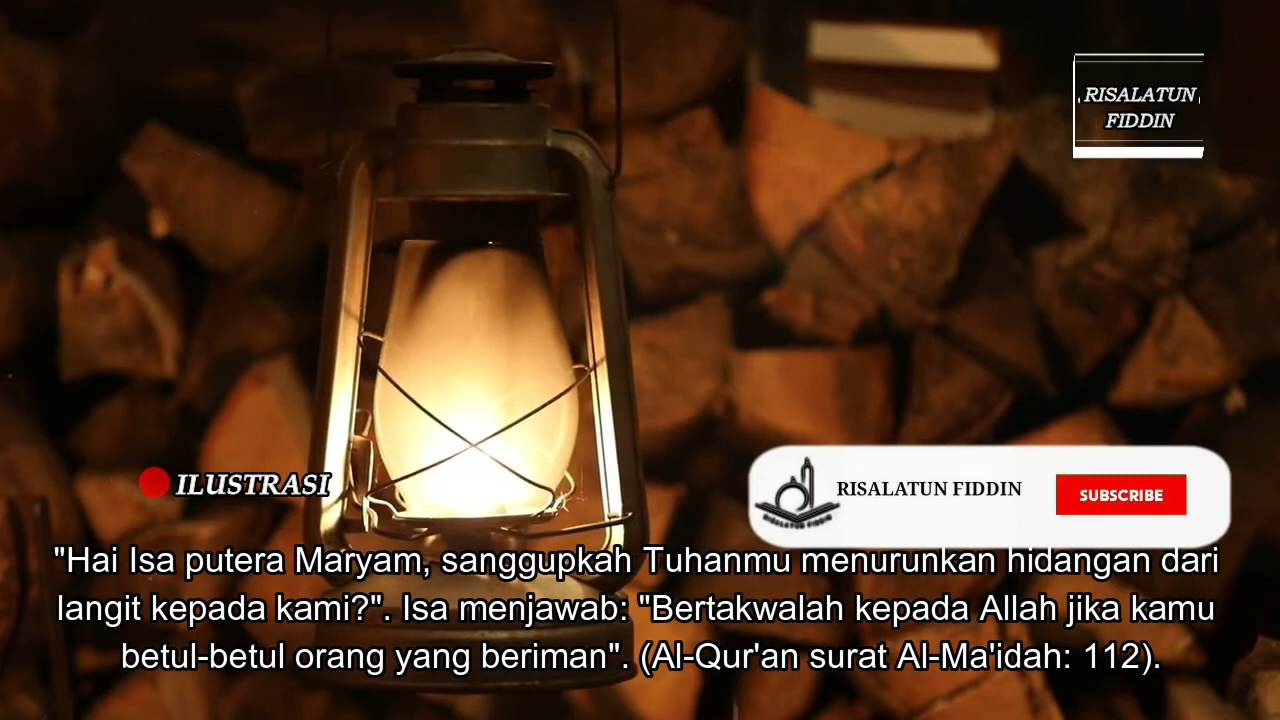 RISALATUN
FIDDIN
ILUSTRASI
RISALATUN FIDDIN
RISALATUN FIDDIN
SUBSCRIBE
"Hai Isa putera Maryam, sanggupkah Tuhanmu menurunkan hidangan dari
langit kepada kami?". Isa menjawab: "Bertakwalah kepada Allah jika kamu
betul-betul orang yang beriman". (Al-Qur'an surat Al-Ma'idah: 112).